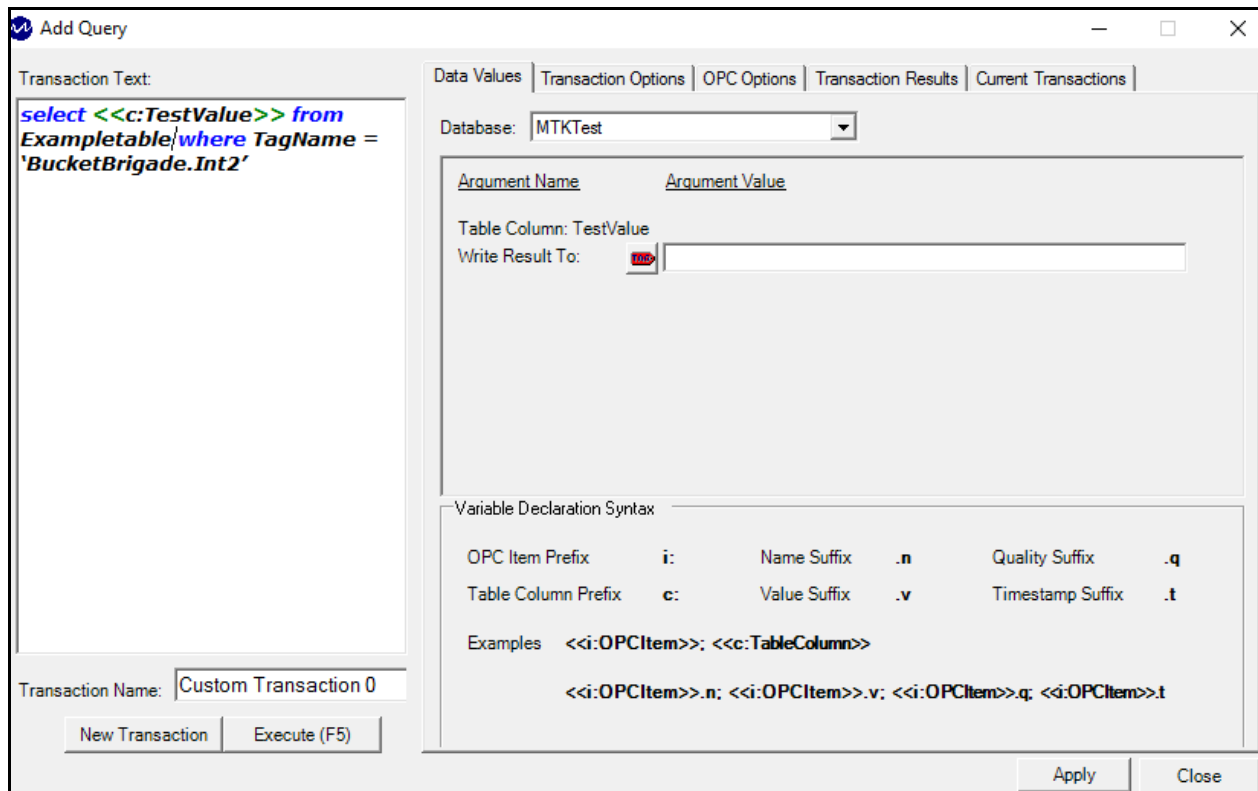 Add Query
Transaction Text:
select <<c:TestValue>> from
Exampletable where TagName =
‘BucketBrigade.Int2’
Transaction Name: Custom Transaction 0
New Transaction Execute (F5)
Data Values Transaction Options OPC Options Transaction Results Current Transactions
Database: MTKTest
Argument Name Argument Value
Table Column: TestValue
Write Result To:
Variable Declaration Syntax
OPC Item Prefix i: Name Suffix .n Quality Suffix .q
Table Column Prefix c: Value Suffix .v Timestamp Suffix .t
Examples <<i:OPCItem>>; <<c:TableColumn>>
<<i:OPCItem>>.n; <<i:OPCItem>>.v; <<i:OPCItem>>.q; <<i:OPCItem>>.t
Apply Close